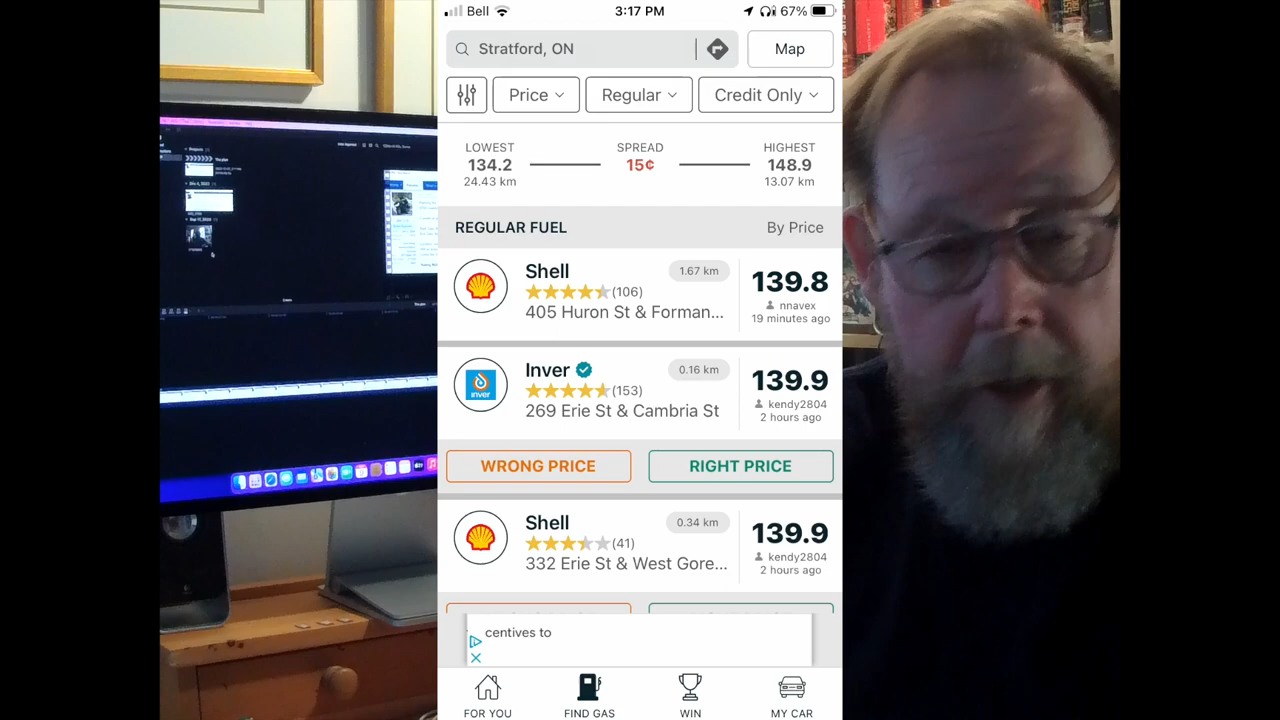 Bell
3:17 PM
67%
Stratford, ON
Map
Price
Regular
Credit Only
LOWEST
SPREAD
HIGHEST
134.2
15¢
148.9
24.43 km
13.07 km
REGULAR FUEL
By Price
Shell
1.67 km
139.8
(106)
nnavex
405 Huron St & Forman...
19 minutes ago
Inver
0.16 km
139.9
(153)
kendy2804
269 Erie St & Cambria St
2 hours ago
inver
WRONG PRICE
RIGHT PRICE
Shell
0.34 km
139.9
(41)
kendy2804
332 Erie St & West Gore...
2 hours ago
centives to
FOR YOU
FIND GAS
WIN
MY CAR